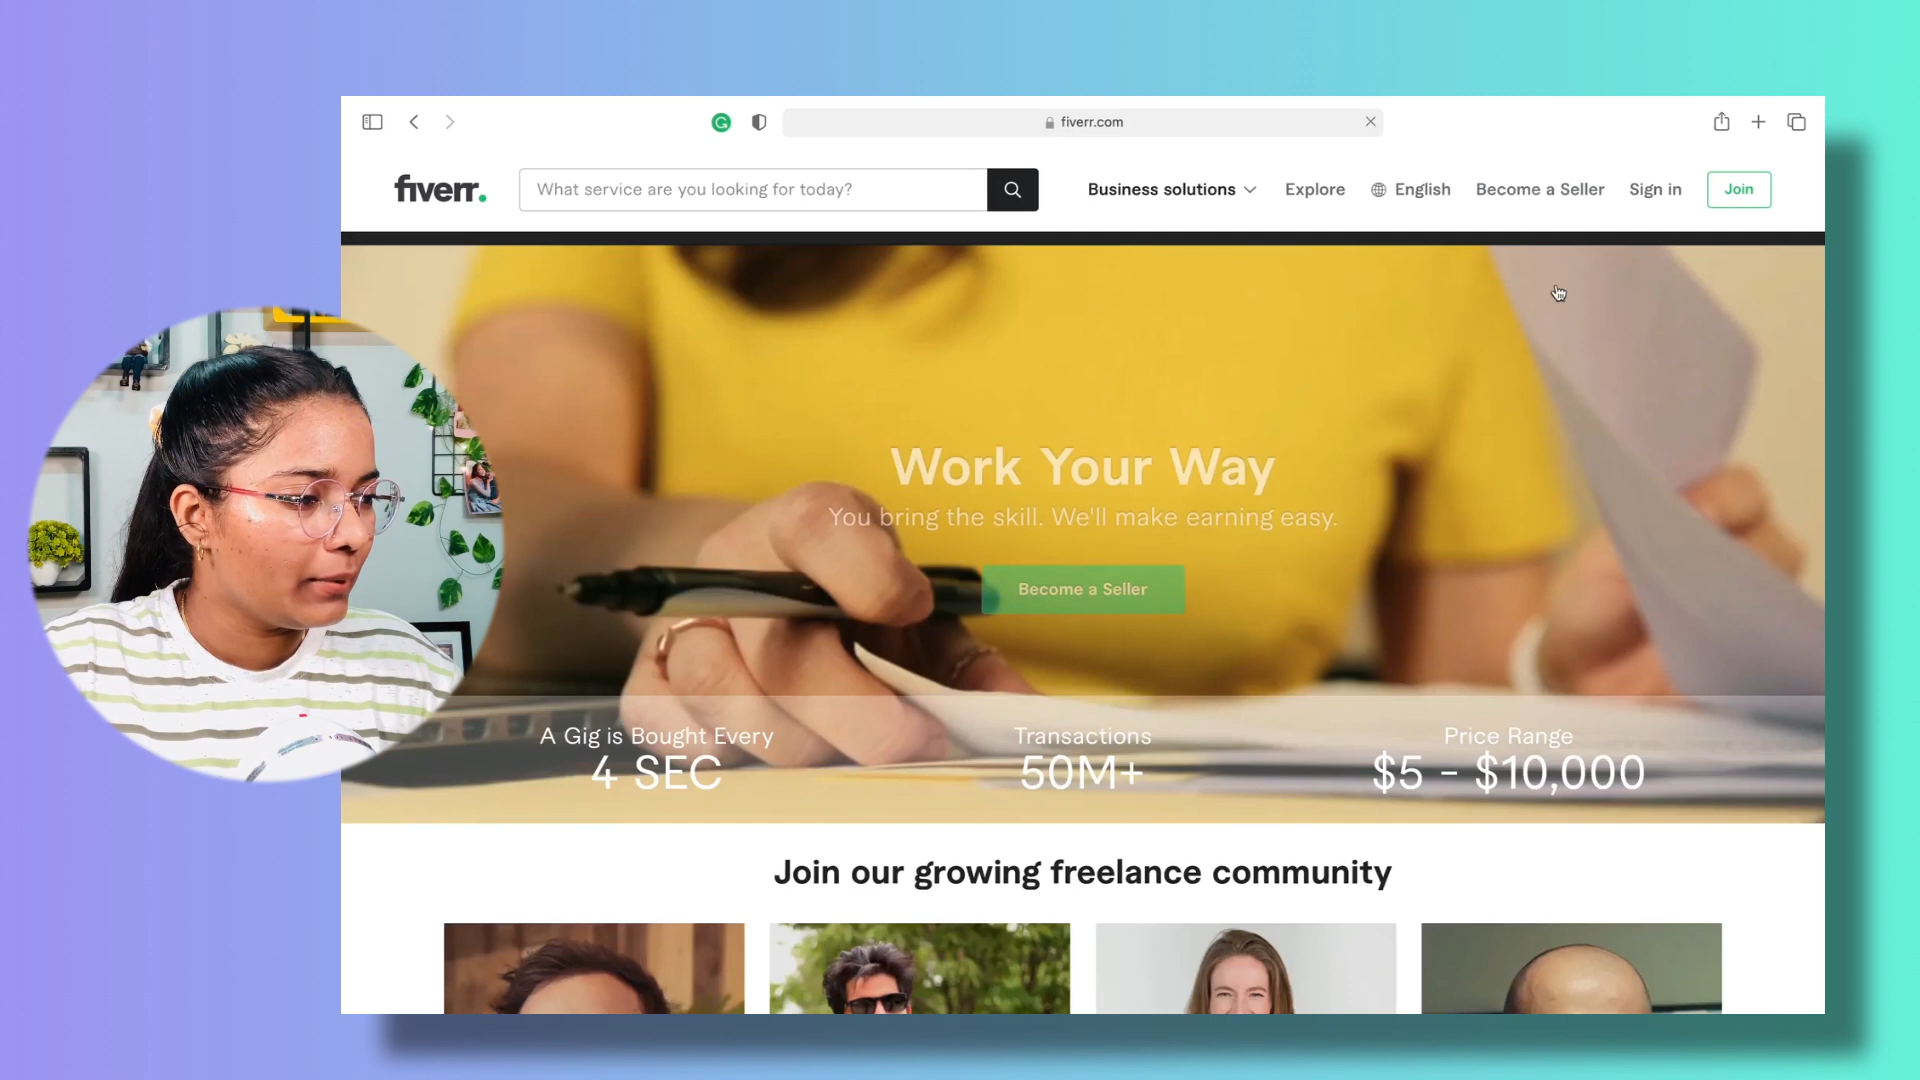 fiverr.com
fiverr.
What service are you looking for today?
Business solutions
Explore
English
Become a Seller
Sign in
Join
Work Your Way
You bring the skill. We'll make earning easy.
Become a Seller
A Gig is Bought Every
4 SEC
Transactions
50M+
Price Range
$5 - $10,000
Join our growing freelance community